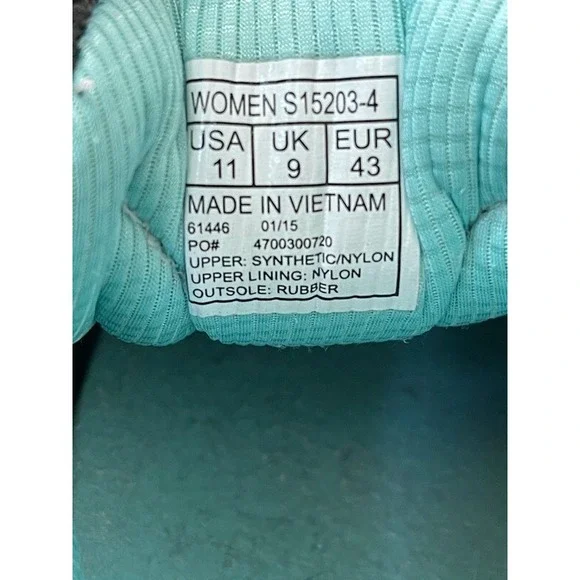 WOMEN S15203-4
USA UK EUR
11 9 43
MADE IN VIETNAM
61446 01/15
PO# 4700300720
UPPER: SYNTHETIC/NYLON
UPPER LINING: NYLON
OUTSOLE: RUBBER